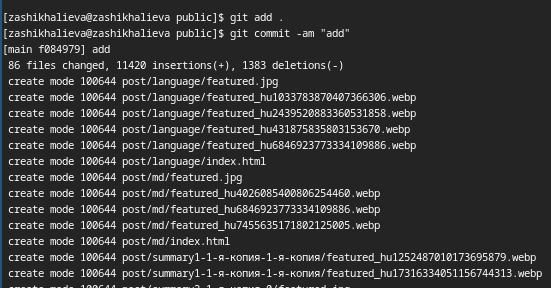 [zashikhalieva@zashikhalieva public]$ git add .
[zashikhalieva@zashikhalieva public]$ git commit -am "add"
[main f084979] add
86 files changed, 11420 insertions(+), 1383 deletions(-)
create mode 100644 post/language/featured.jpg
create mode 100644 post/language/featured_hu1033783870407366306.webp
create mode 100644 post/language/featured_hu2439520883360531858.webp
create mode 100644 post/language/featured_hu431875835803153670.webp
create mode 100644 post/language/featured_hu6846923773334109886.webp
create mode 100644 post/language/index.html
create mode 100644 post/md/featured.jpg
create mode 100644 post/md/featured_hu4026085400806254460.webp
create mode 100644 post/md/featured_hu6846923773334109886.webp
create mode 100644 post/md/featured_hu7455635171802125005.webp
create mode 100644 post/md/index.html
create mode 100644 post/summary1-1-я-копия-1-я-копия/featured_hu1252487010173695879.webp
create mode 100644 post/summary1-1-я-копия-1-я-копия/featured_hu17316334051156744313.webp